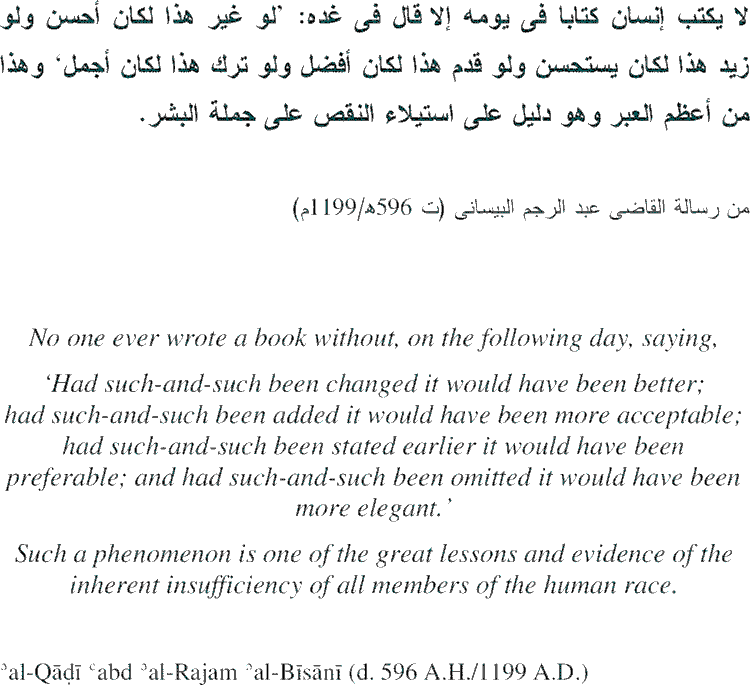 لا يكتب إنسان كتابا فى يومه إلا قال فى غده: ’لو غير هذا لكان أحسن ولو
زيد هذا لكان يستحسن ولو قدم هذا لكان أفضل ولو ترك هذا لكان أجمل‘ وهذا
من أعظم العبر وهو دليل على استيلاء النقص على جملة البشر.
من رسالة القاضى عبد الرجم البيسانى (ت 596ﻫ/1199م)
No one ever wrote a book without, on the following day, saying,
‘Had such-and-such been changed it would have been better;
had such-and-such been added it would have been more acceptable;
had such-and-such been stated earlier it would have been
preferable; and had such-and-such been omitted it would have been
more elegant.’
Such a phenomenon is one of the great lessons and evidence of the
inherent insufficiency of all members of the human race.
ʾal-Qāḍī ʿabd ʾal-Rajam ʾal-Bīsānī (d. 596 A.H./1199 A.D.)